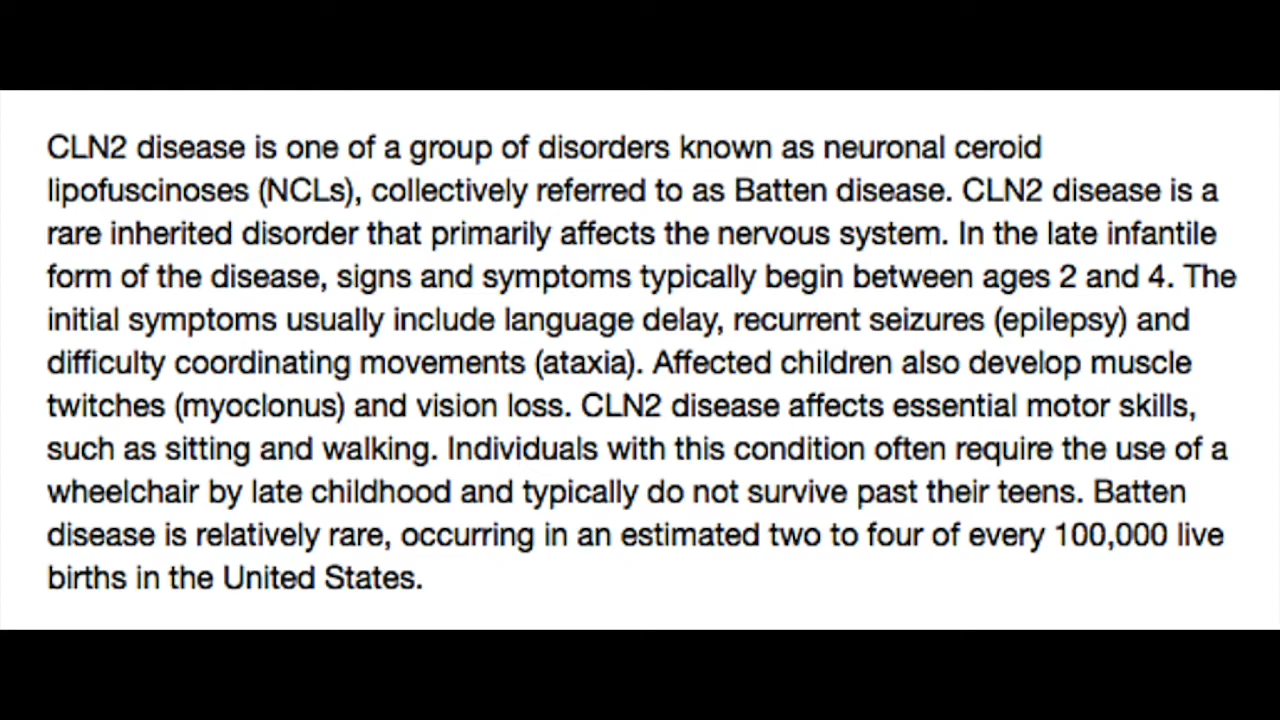 CLN2 disease is one of a group of disorders known as neuronal ceroid
lipofuscinoses (NCLs), collectively referred to as Batten disease. CLN2 disease is a
rare inherited disorder that primarily affects the nervous system. In the late infantile
form of the disease, signs and symptoms typically begin between ages 2 and 4. The
initial symptoms usually include language delay, recurrent seizures (epilepsy) and
difficulty coordinating movements (ataxia). Affected children also develop muscle
twitches (myoclonus) and vision loss. CLN2 disease affects essential motor skills,
such as sitting and walking. Individuals with this condition often require the use of a
wheelchair by late childhood and typically do not survive past their teens. Batten
disease is relatively rare, occurring in an estimated two to four of every 100,000 live
births in the United States.